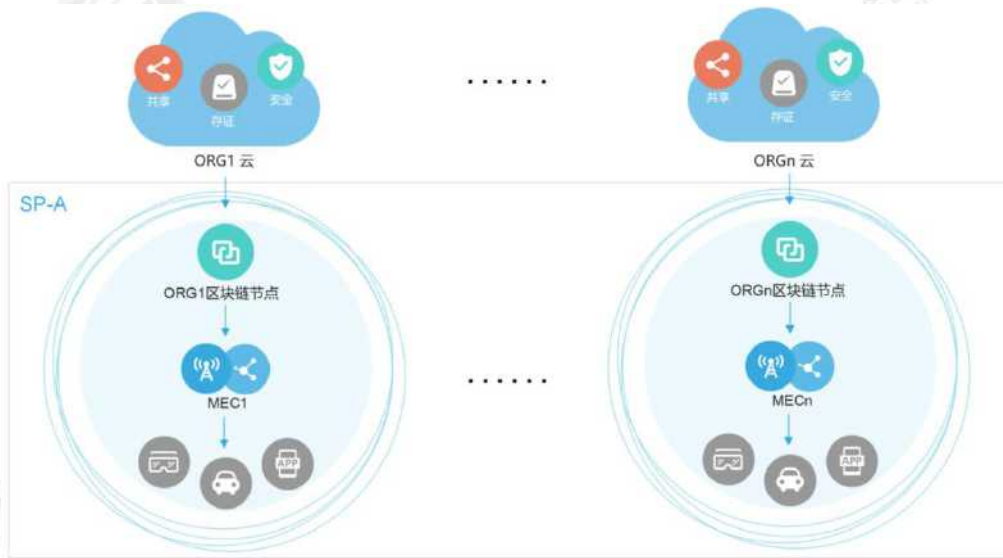 共享
存证
安全
......
共享
存证
安全
ORG1 云
ORGn 云
SP-A
ORG1区块链节点
ORGn区块链节点
MEC1
......
MECn
APP
APP